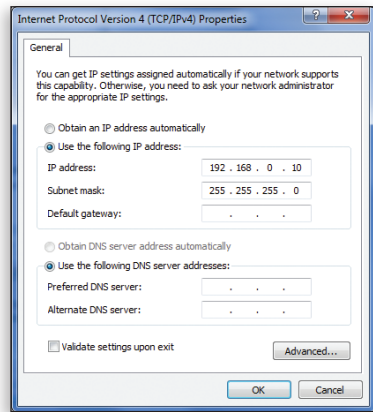 Internet Protocol Version 4 (TCP/IPv4) Properties
General
You can get IP settings assigned automatically if your network supports
this capability. Otherwise, you need to ask your network administrator
for the appropriate IP settings.
Obtain an IP address automatically
Use the following IP address:
IP address: 192 . 168 . 0 . 10
Subnet mask: 255 . 255 . 255 . 0
Default gateway: . . .
Obtain DNS server address automatically
Use the following DNS server addresses:
Preferred DNS server: . . .
Alternate DNS server: . . .
Validate settings upon exit
Advanced...
OK Cancel